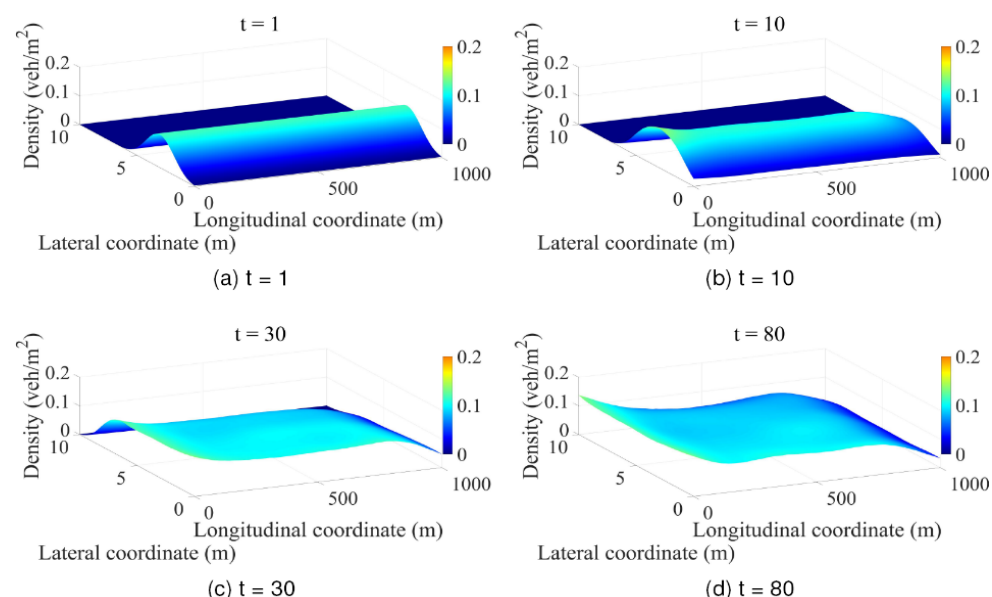 t = 1
Density (veh/m²)
0.2
0.1
0
10
5
0
0
500
1000
0.2
0.1
0
Longitudinal coordinate (m)
Lateral coordinate (m)
(a) t = 1
t = 10
Density (veh/m²)
0.2
0.1
0
10
5
0
0
500
1000
0.2
0.1
0
Longitudinal coordinate (m)
Lateral coordinate (m)
(b) t = 10
t = 30
Density (veh/m²)
0.2
0.1
0
10
5
0
0
500
1000
0.2
0.1
0
Longitudinal coordinate (m)
Lateral coordinate (m)
(c) t = 30
t = 80
Density (veh/m²)
0.2
0.1
0
10
5
0
0
500
1000
0.2
0.1
0
Longitudinal coordinate (m)
Lateral coordinate (m)
(d) t = 80